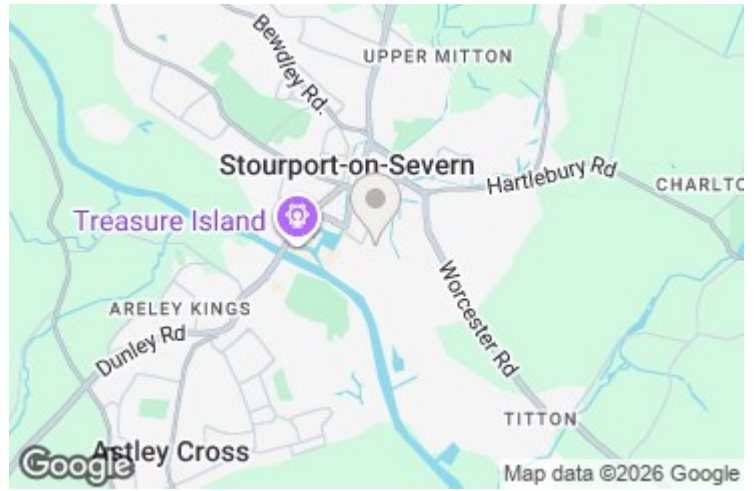 Bewdley Rd.
UPPER MITTON
Stourport-on-Severn
Hartlebury Rd
CHARLTO
Treasure Island
Worcester Rd
ARELEY KINGS
Dunley Rd
TITTON
Astley Cross
Google
Map data ©2026 Google